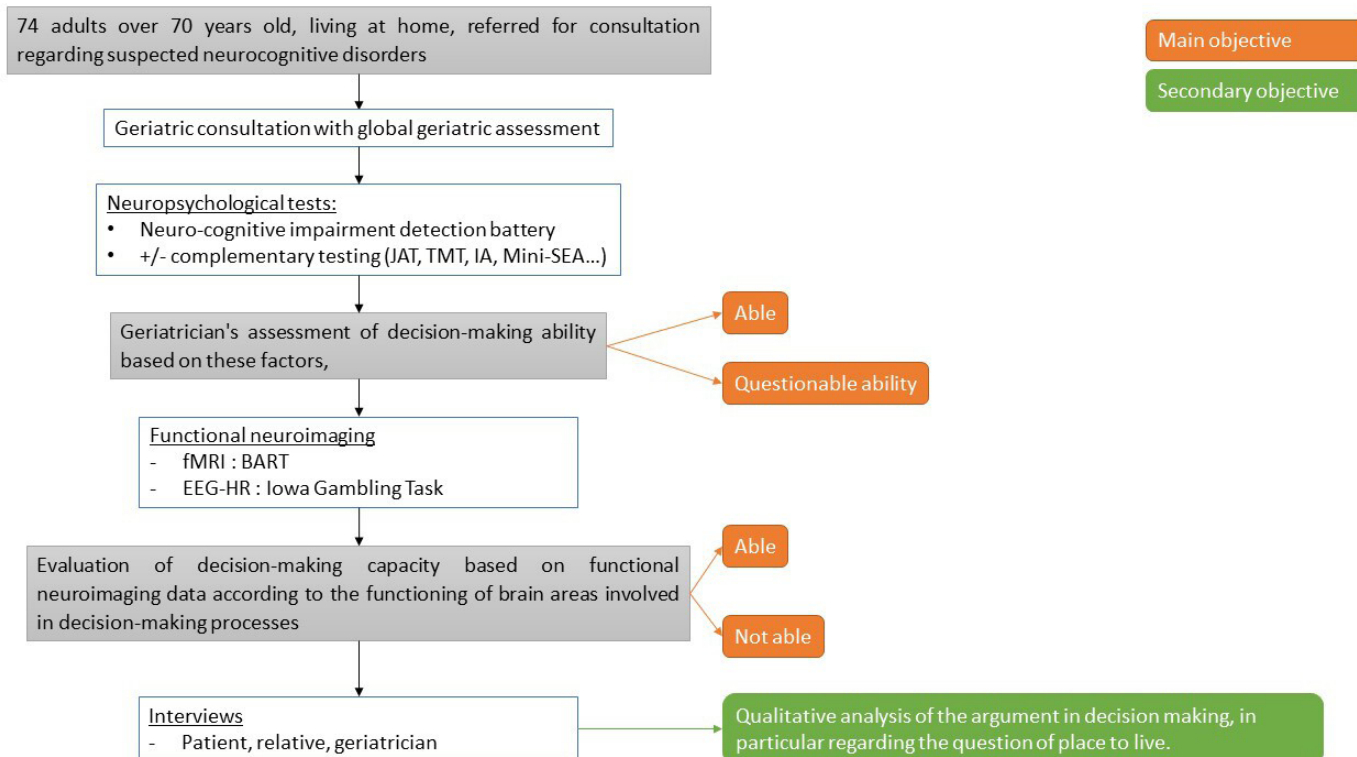 74 adults over 70 years old, living at home, referred for consultation
regarding suspected neurocognitive disorders
Main objective
Secondary objective
Geriatric consultation with global geriatric assessment
Neuropsychological tests:
• Neuro-cognitive impairment detection battery
• +/- complementary testing (JAT, TMT, IA, Mini-SEA...)
Geriatrician's assessment of decision-making ability
based on these factors,
Able
Questionable ability
Functional neuroimaging
- fMRI : BART
- EEG-HR : Iowa Gambling Task
Evaluation of decision-making capacity based on functional
neuroimaging data according to the functioning of brain areas involved
in decision-making processes
Able
Not able
Interviews
- Patient, relative, geriatrician
Qualitative analysis of the argument in decision making, in
particular regarding the question of place to live.